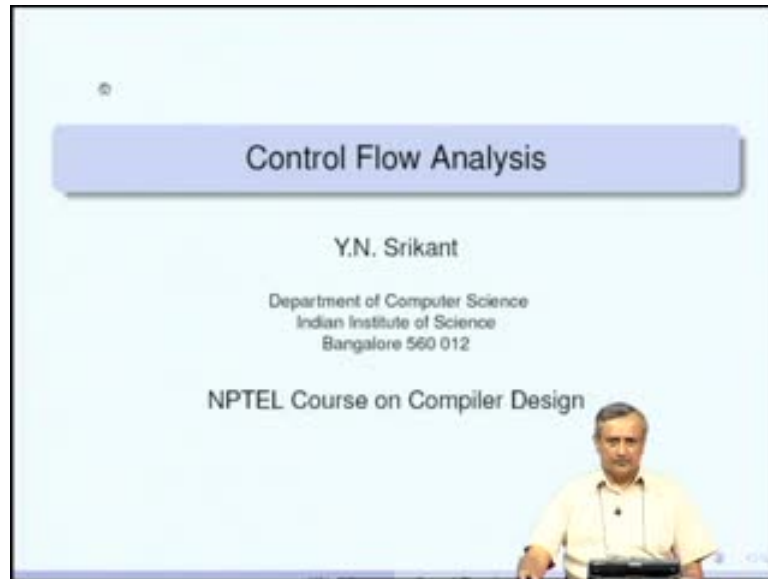 ©
Control Flow Analysis
Y.N. Srikant
Department of Computer Science
Indian Institute of Science
Bangalore 560 012
NPTEL Course on Compiler Design